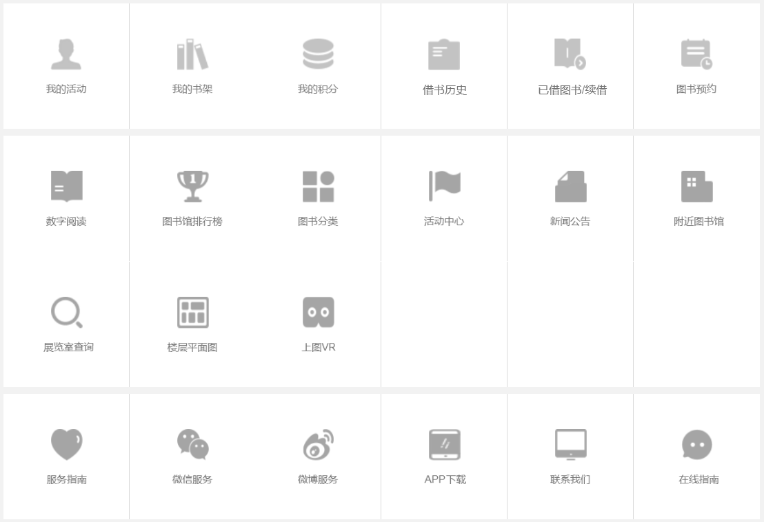 我的活动
我的书架
我的积分
借书历史
已借图书/续借
图书预约
数字阅读
图书馆排行榜
图书分类
活动中心
新闻公告
附近图书馆
展览室查询
楼层平面图
上图VR
服务指南
微信服务
微博服务
APP下载
联系我们
在线指南